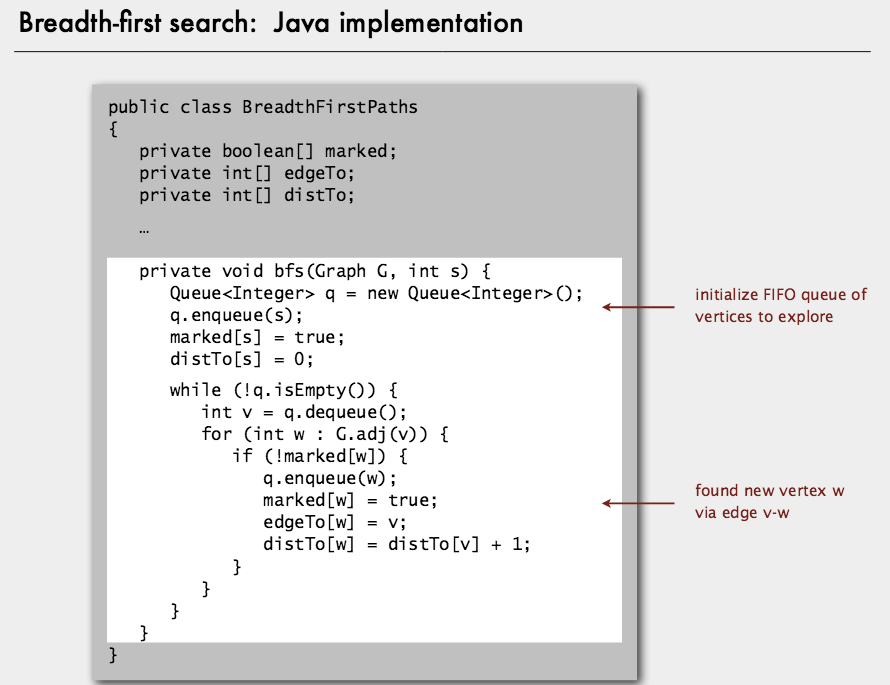 Breadth-first search: Java implementation
public class BreadthFirstPaths
{
private boolean[] marked;
private int[] edgeTo;
private int[] distTo;
…
private void bfs(Graph G, int s) {
Queue<Integer> q = new Queue<Integer>();
q.enqueue(s);
marked[s] = true;
distTo[s] = 0;
initialize FIFO queue of
vertices to explore
while (!q.isEmpty()) {
int v = q.dequeue();
for (int w : G.adj(v)) {
if (!marked[w]) {
q.enqueue(w);
marked[w] = true;
edgeTo[w] = v;
distTo[w] = distTo[v] + 1;
found new vertex w
via edge v-w
}
}
}
}
}